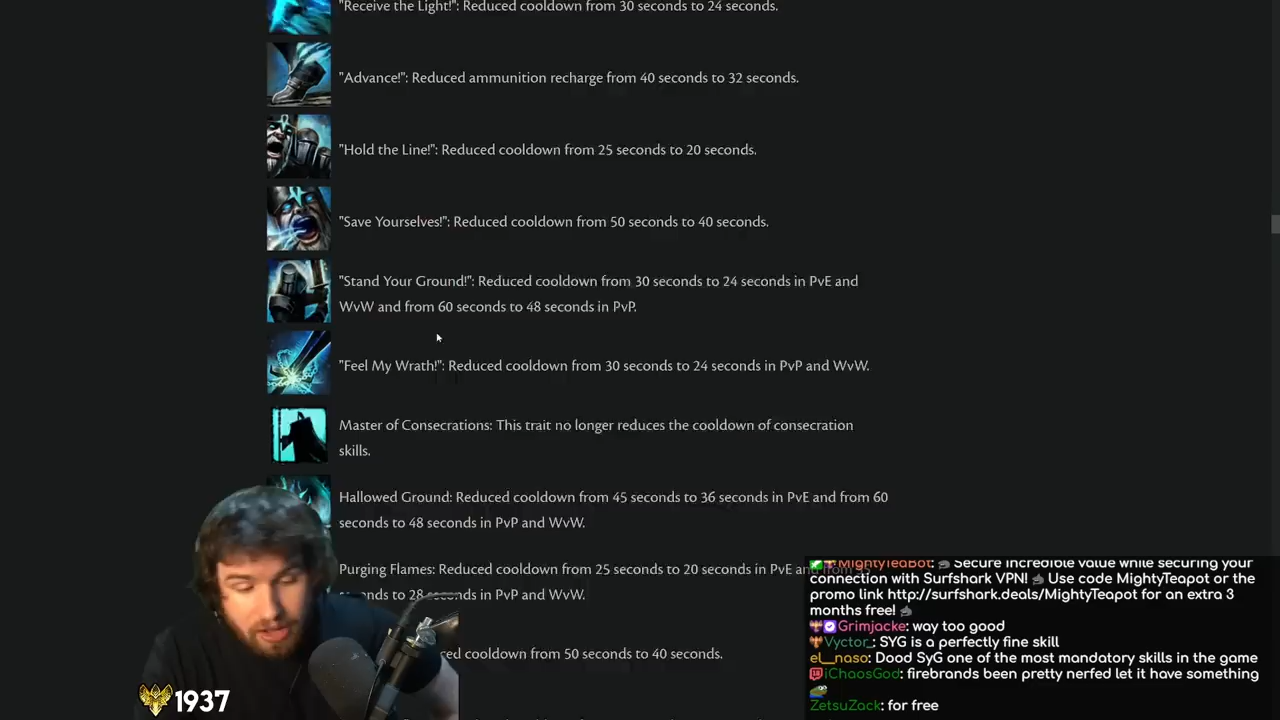 "Receive the Light!": Reduced cooldown from 30 seconds to 24 seconds.
"Advance!": Reduced ammunition recharge from 40 seconds to 32 seconds.
"Hold the Line!": Reduced cooldown from 25 seconds to 20 seconds.
"Save Yourselves!": Reduced cooldown from 50 seconds to 40 seconds.
"Stand Your Ground!": Reduced cooldown from 30 seconds to 24 seconds in PvE and
WvW and from 60 seconds to 48 seconds in PvP.
"Feel My Wrath!": Reduced cooldown from 30 seconds to 24 seconds in PvP and WvW.
Master of Consecrations: This trait no longer reduces the cooldown of consecration
skills.
Hallowed Ground: Reduced cooldown from 45 seconds to 36 seconds in PvE and from 60
seconds to 48 seconds in PvP and WvW.
Purging Flames: Reduced cooldown from 25 seconds to 20 seconds in PvE and from 35
seconds to 28 seconds in PvP and WvW.
ced cooldown from 50 seconds to 40 seconds.
1937
MightyTeaBot: Secure incredible value while securing your
connection with Surfshark VPN! Use code MightyTeapot or the
promo link http://surfshark.deals/MightyTeapot for an extra 3
months free!
Grimjacke: way too good
Vyctor_: SYG is a perfectly fine skill
el__naso: Dood SyG one of the most mandatory skills in the game
iChaosGod: firebrands been pretty nerfed let it have something
ZetsuZack: for free